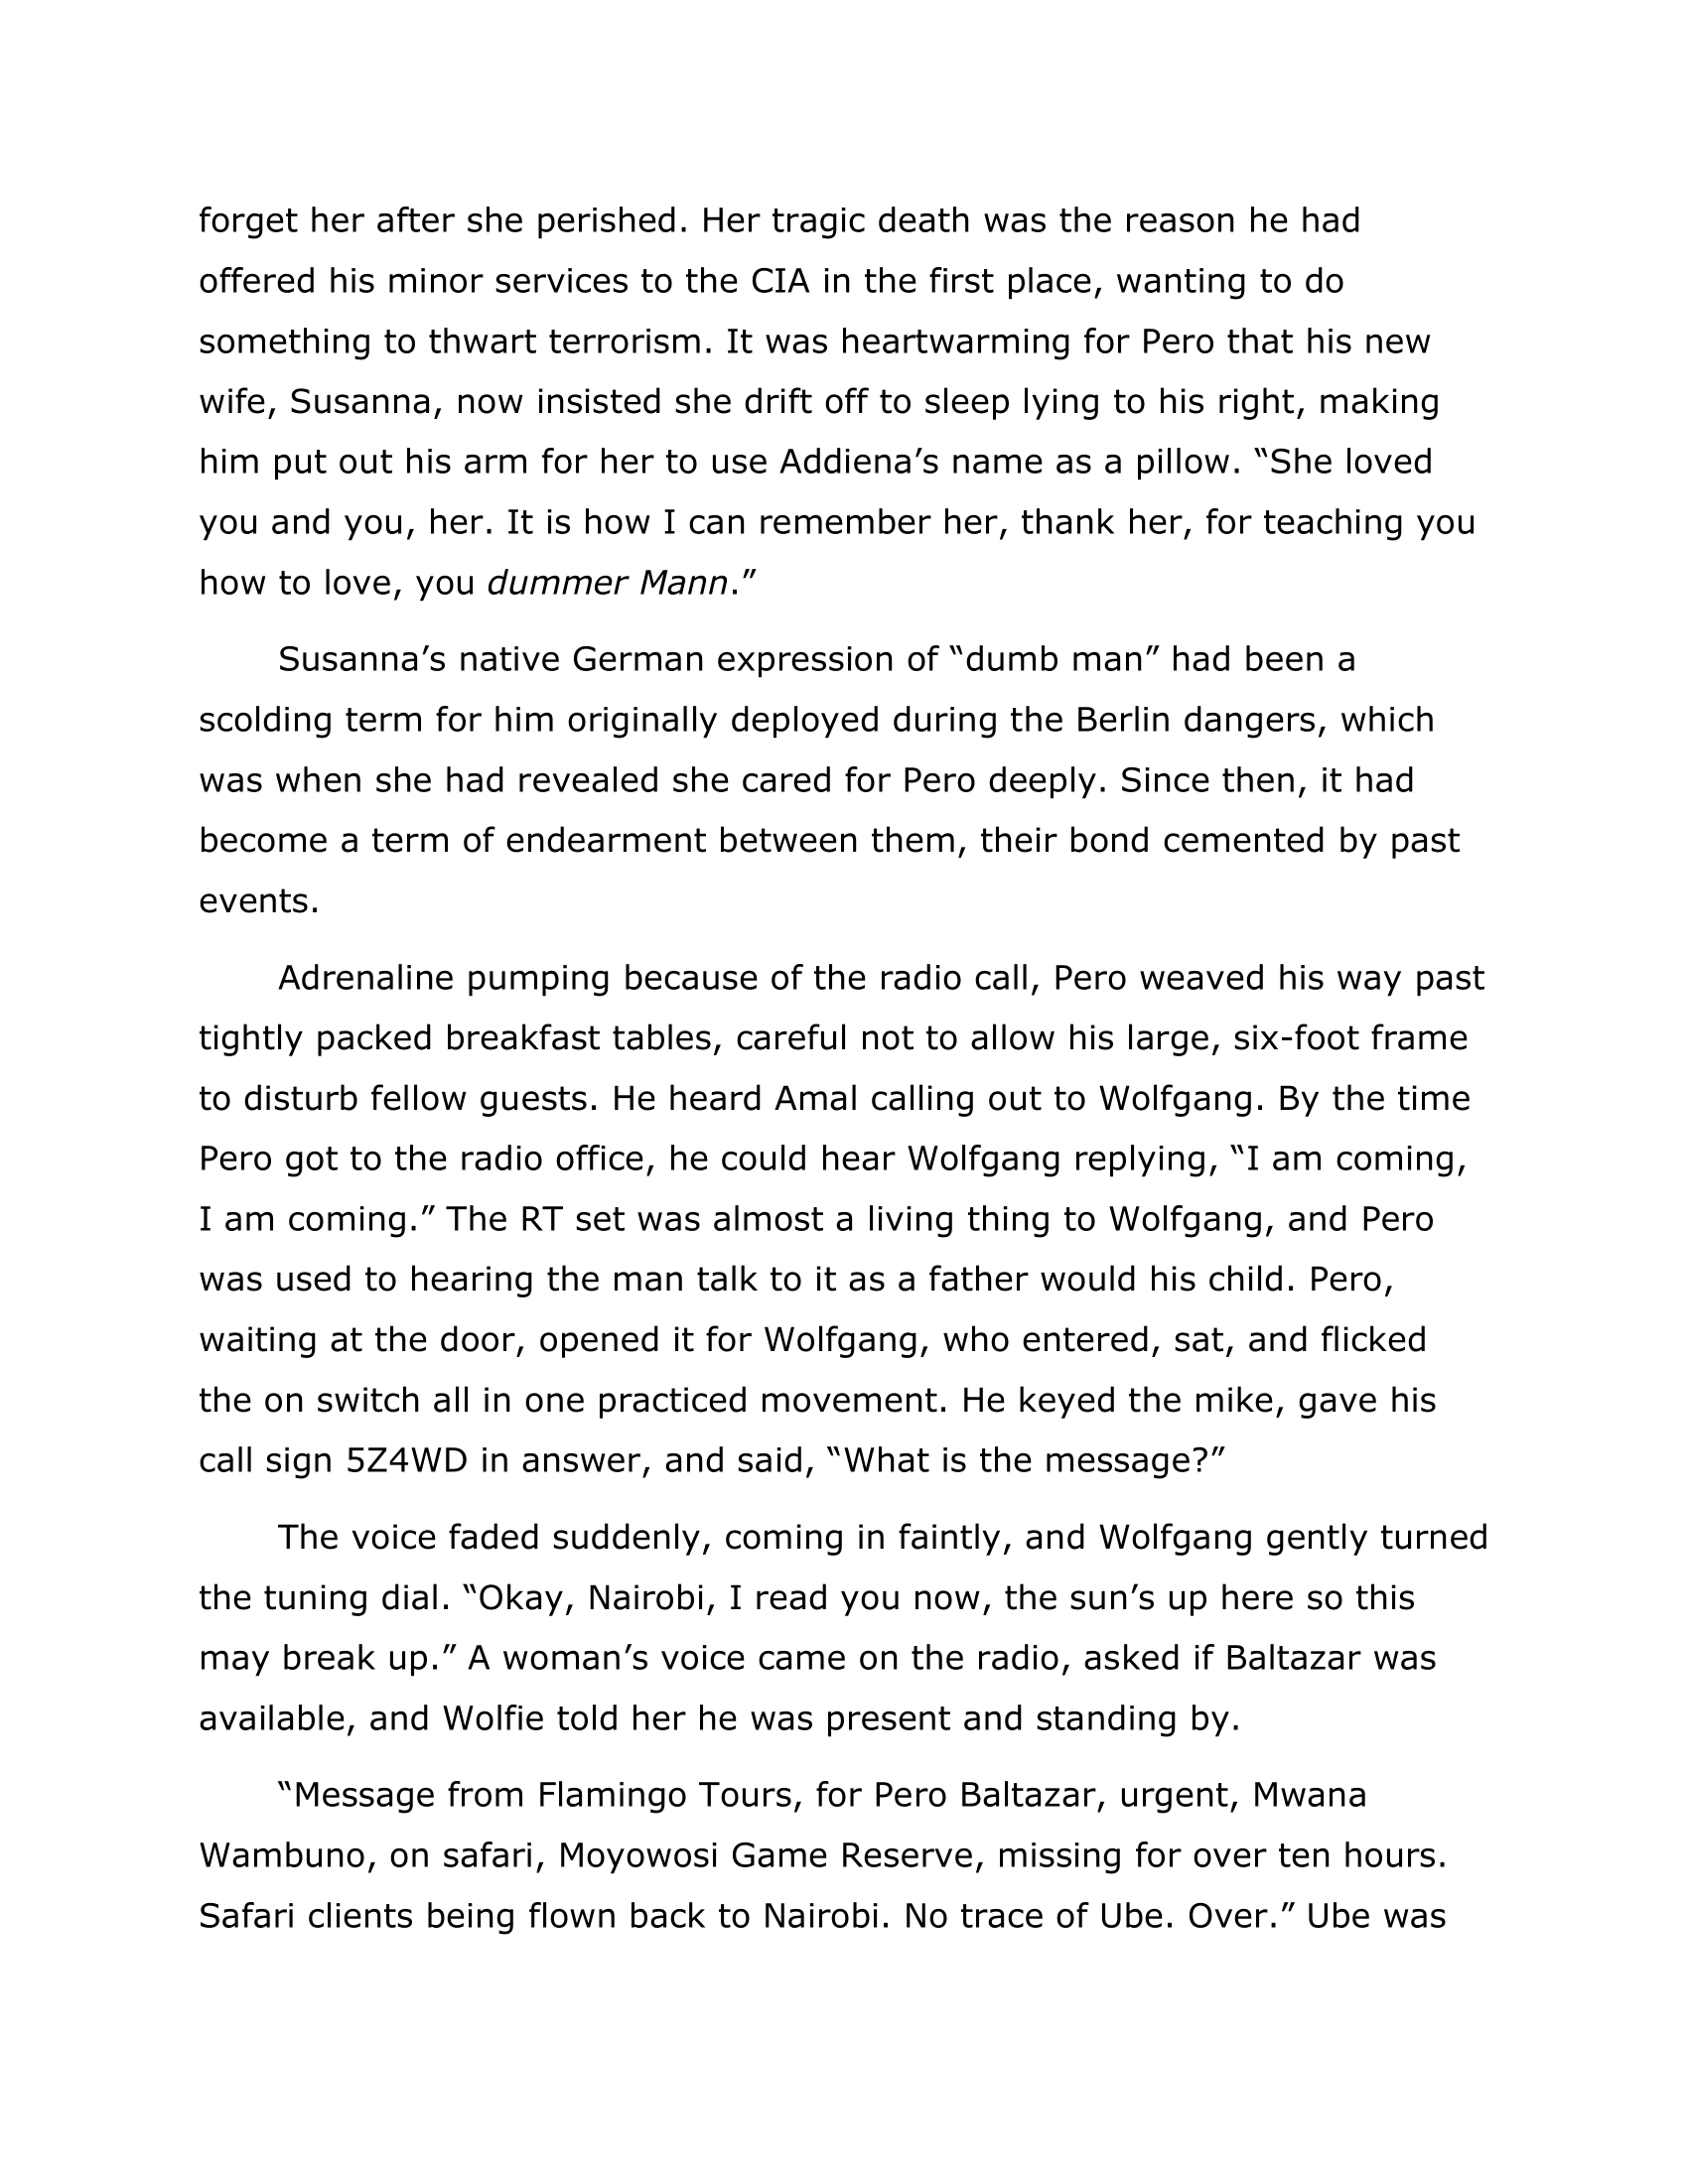 forget her after she perished. Her tragic death was the reason he had
offered his minor services to the CIA in the first place, wanting to do
something to thwart terrorism. It was heartwarming for Pero that his new
wife, Susanna, now insisted she drift off to sleep lying to his right, making
him put out his arm for her to use Addiena’s name as a pillow. “She loved
you and you, her. It is how I can remember her, thank her, for teaching you
how to love, you dummer Mann.”
Susanna’s native German expression of “dumb man” had been a
scolding term for him originally deployed during the Berlin dangers, which
was when she had revealed she cared for Pero deeply. Since then, it had
become a term of endearment between them, their bond cemented by past
events.
Adrenaline pumping because of the radio call, Pero weaved his way past
tightly packed breakfast tables, careful not to allow his large, six-foot frame
to disturb fellow guests. He heard Amal calling out to Wolfgang. By the time
Pero got to the radio office, he could hear Wolfgang replying, “I am coming,
I am coming.” The RT set was almost a living thing to Wolfgang, and Pero
was used to hearing the man talk to it as a father would his child. Pero,
waiting at the door, opened it for Wolfgang, who entered, sat, and flicked
the on switch all in one practiced movement. He keyed the mike, gave his
call sign 5Z4WD in answer, and said, “What is the message?”
The voice faded suddenly, coming in faintly, and Wolfgang gently turned
the tuning dial. “Okay, Nairobi, I read you now, the sun’s up here so this
may break up.” A woman’s voice came on the radio, asked if Baltazar was
available, and Wolfie told her he was present and standing by.
“Message from Flamingo Tours, for Pero Baltazar, urgent, Mwana
Wambuno, on safari, Moyowosi Game Reserve, missing for over ten hours.
Safari clients being flown back to Nairobi. No trace of Ube. Over.” Ube was